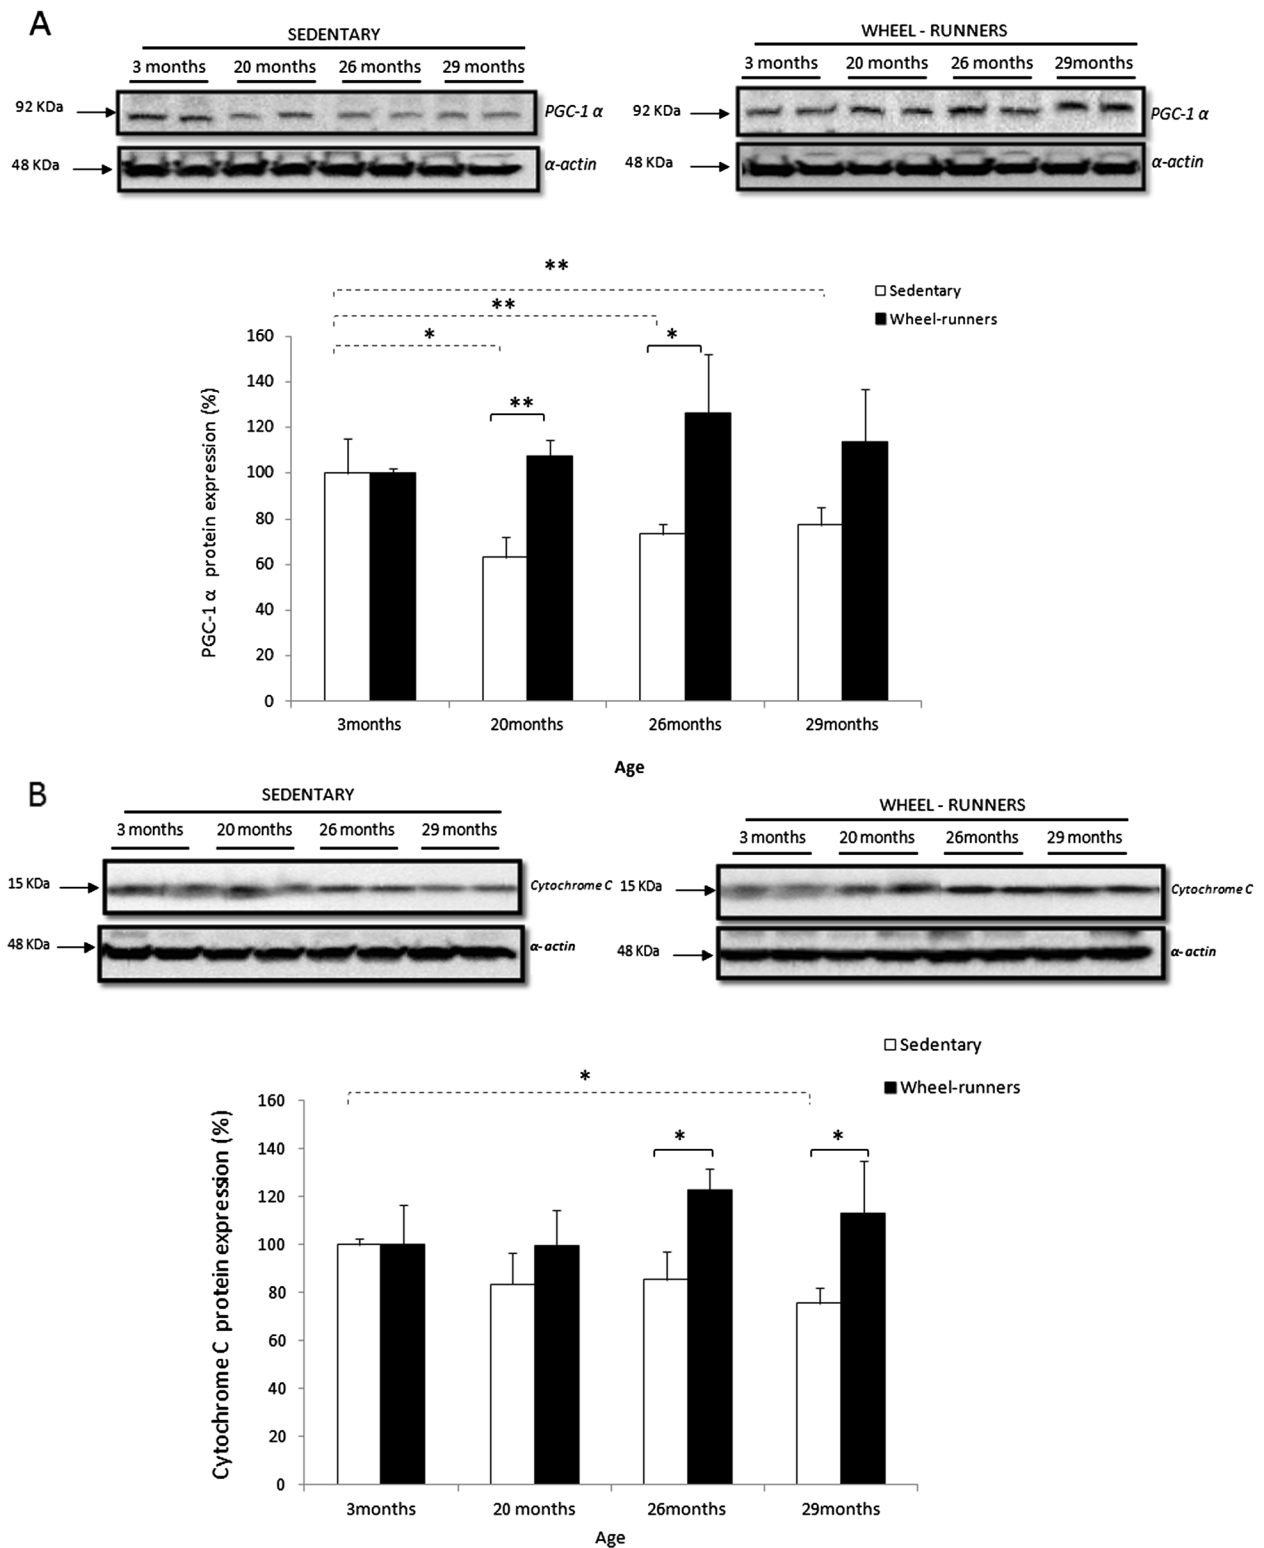 A
SEDENTARY
3 months 20 months 26 months 29 months
92 KDa
PGC-1 α
48 KDa
α-actin
WHEEL - RUNNERS
3 months 20 months 26 months 29months
92 KDa
PGC-1 α
48 KDa
α-actin
**
**
*
*
**
Sedentary
Wheel-runners
PGC-1 α protein expression (%)
160
140
120
100
80
60
40
20
0
3months 20months 26months 29months
Age
B
SEDENTARY
3 months 20 months 26 months 29 months
15 KDa
Cytochrome C
48 KDa
α-actin
WHEEL - RUNNERS
3 months 20 months 26months 29 months
15 KDa
Cytochrome C
48 KDa
α-actin
Sedentary
Wheel-runners
*
*
*
Cytochrome C protein expression (%)
160
140
120
100
80
60
40
20
0
3months 20 months 26months 29months
Age